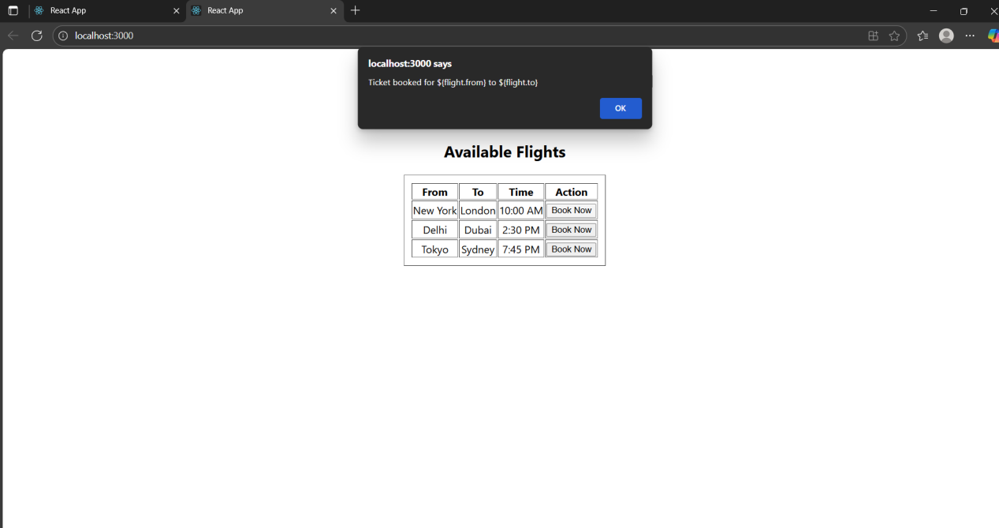 React App
React App
localhost:3000
localhost:3000 says
Ticket booked for ${flight.from} to ${flight.to}
OK
Available Flights
From To Time Action
New York London 10:00 AM Book Now
Delhi Dubai 2:30 PM Book Now
Tokyo Sydney 7:45 PM Book Now